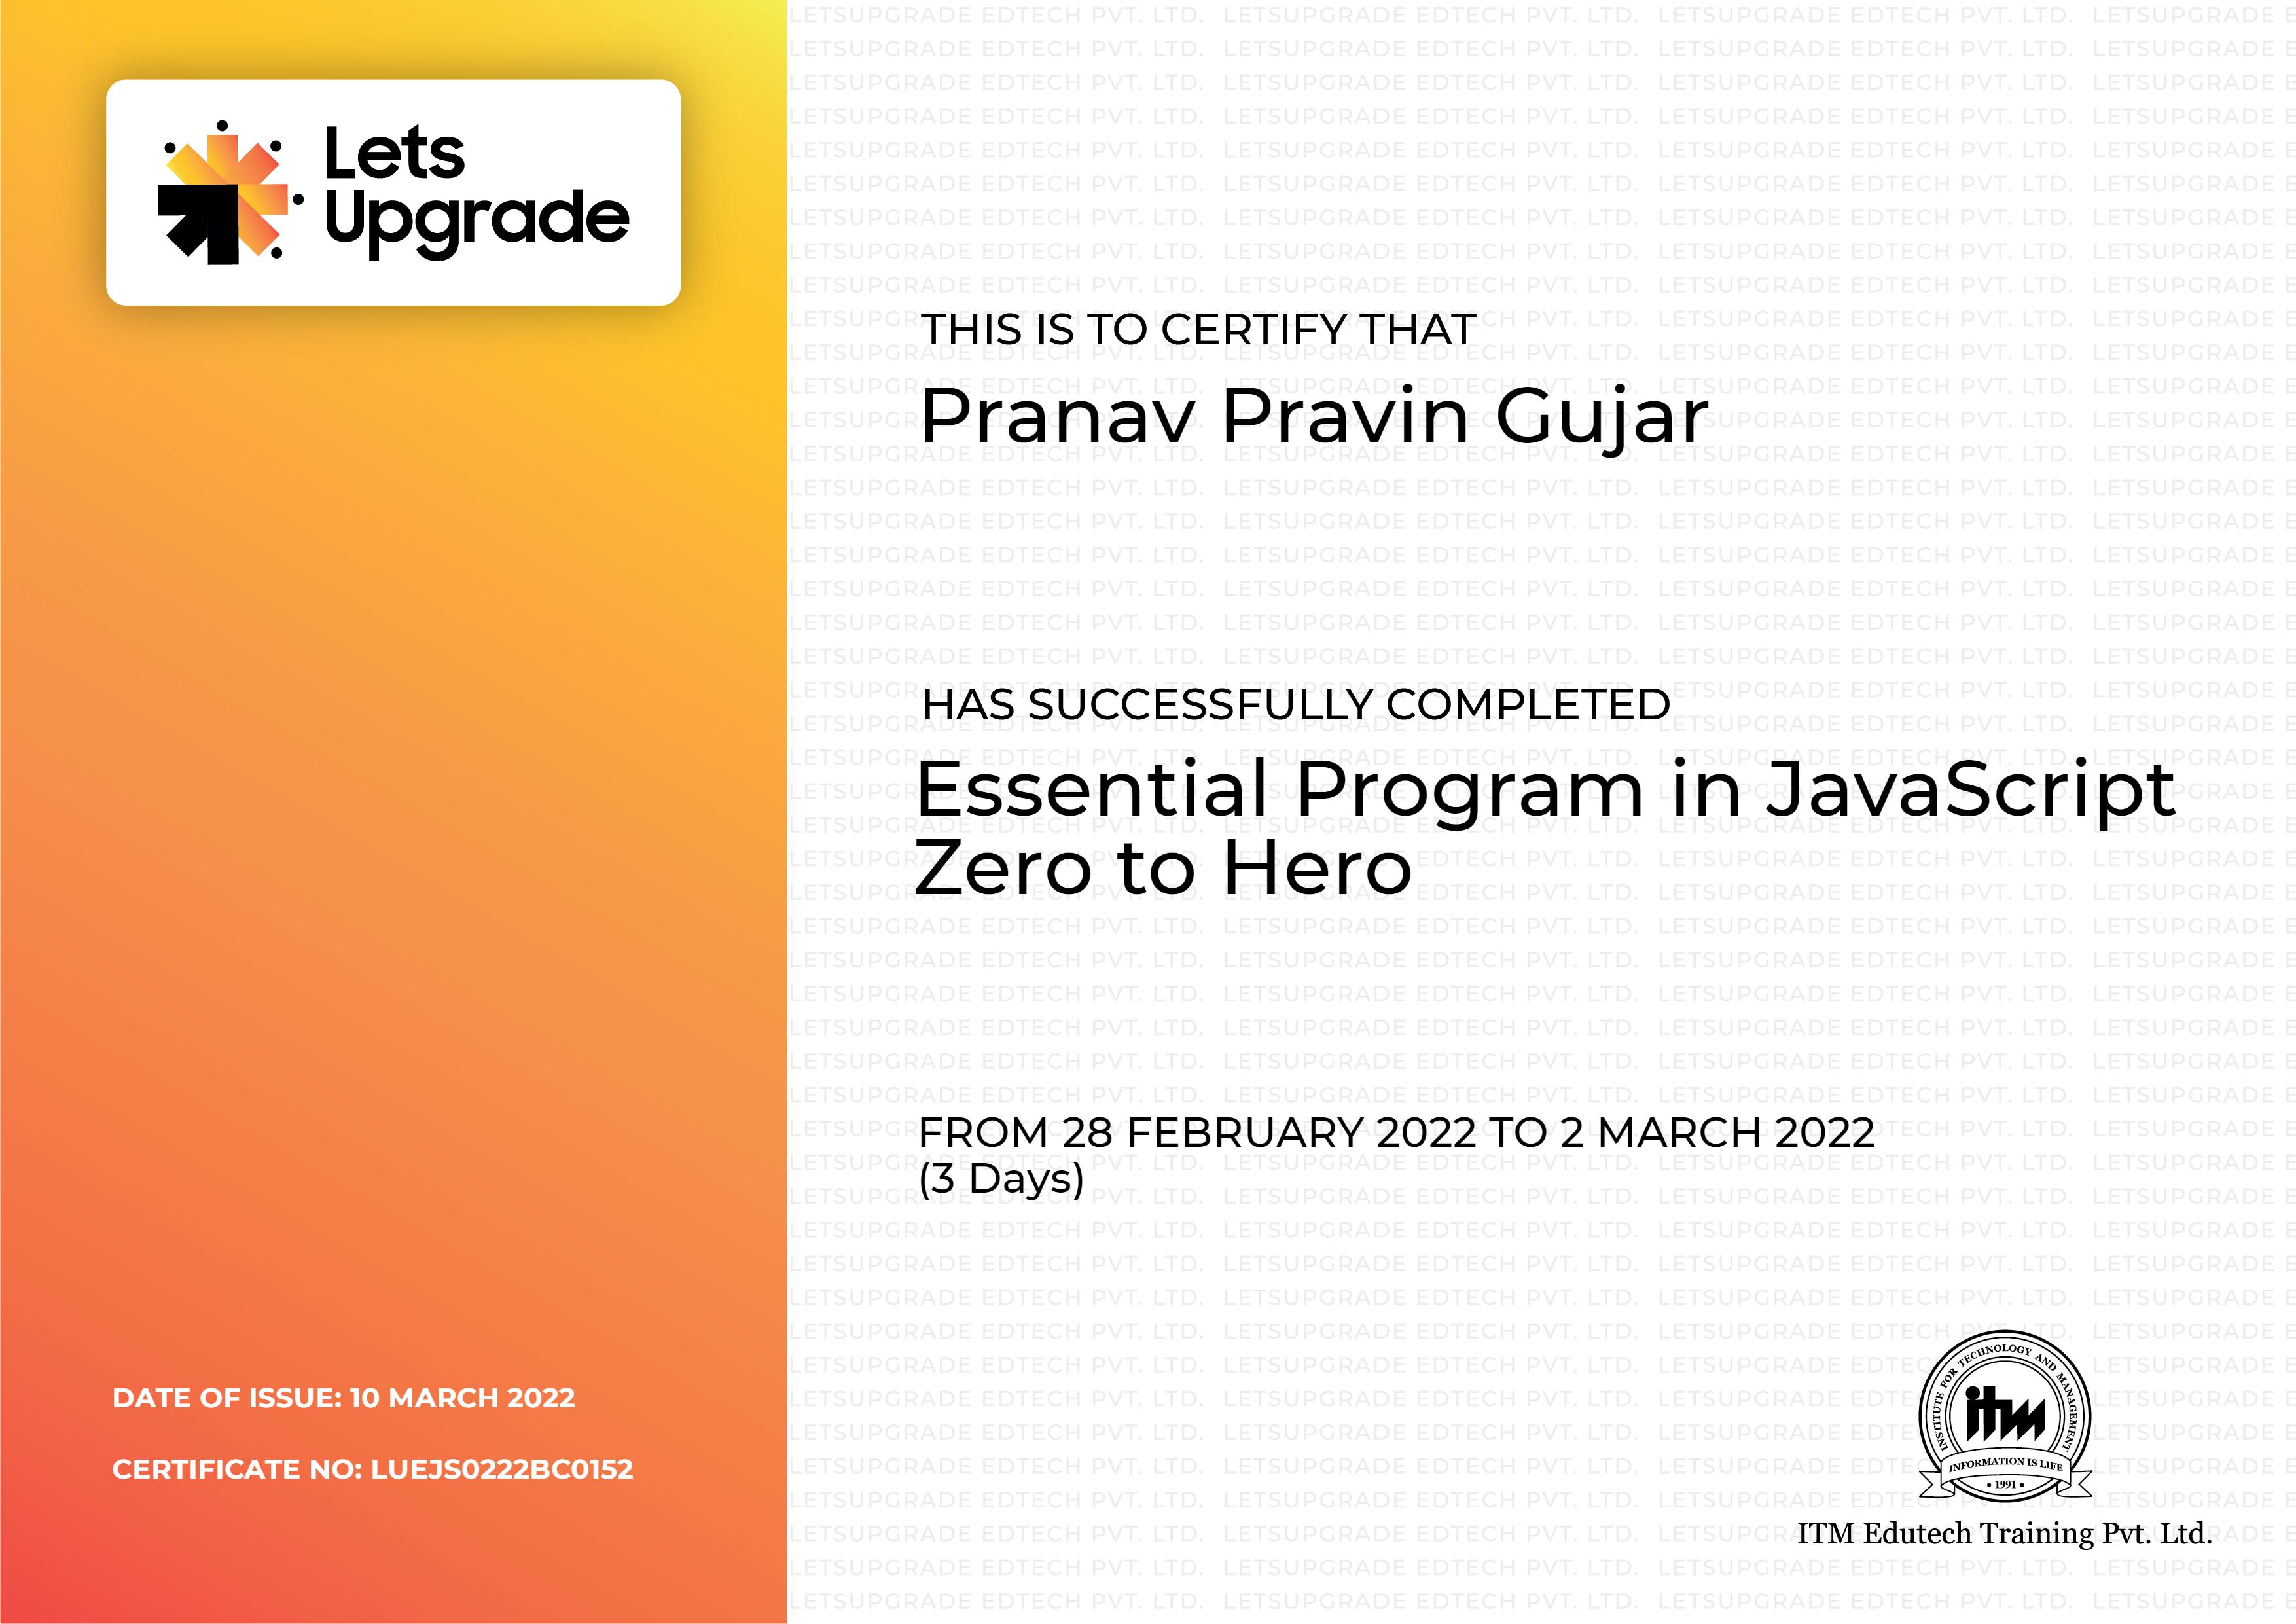 Lets
Upgrade
THIS IS TO CERTIFY THAT
Pranav Pravin Gujar
HAS SUCCESSFULLY COMPLETED
Essential Program in JavaScript
Zero to Hero
FROM 28 FEBRUARY 2022 TO 2 MARCH 2022
(3 Days)
DATE OF ISSUE: 10 MARCH 2022
CERTIFICATE NO: LUEJS0222BC0152
INSTITUTE FOR TECHNOLOGY AND MANAGEMENT
itm
INFORMATION IS LIFE
• 1991 •
ITM Edutech Training Pvt. Ltd.
LETSUPGRADE EDTECH PVT. LTD.